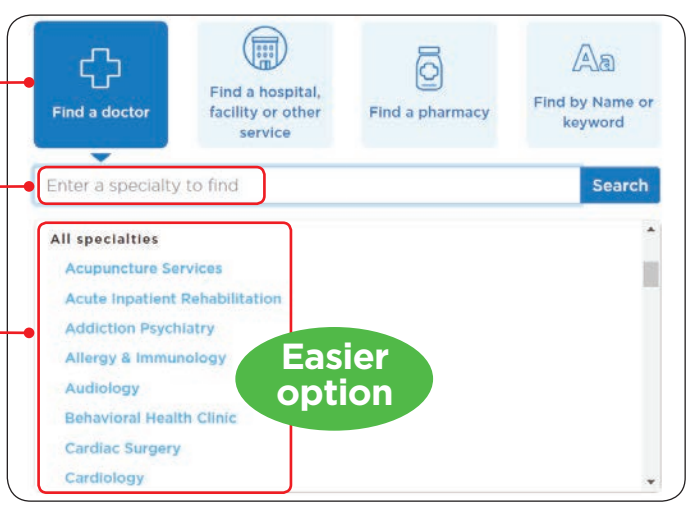 Find a doctor
Find a hospital,
facility or other
service
Find a pharmacy
Aa
Find by Name or
keyword
Enter a specialty to find
Search
All specialties
Acupuncture Services
Acute Inpatient Rehabilitation
Addiction Psychiatry
Allergy & Immunology
Audiology
Behavioral Health Clinic
Cardiac Surgery
Cardiology
Easier
option